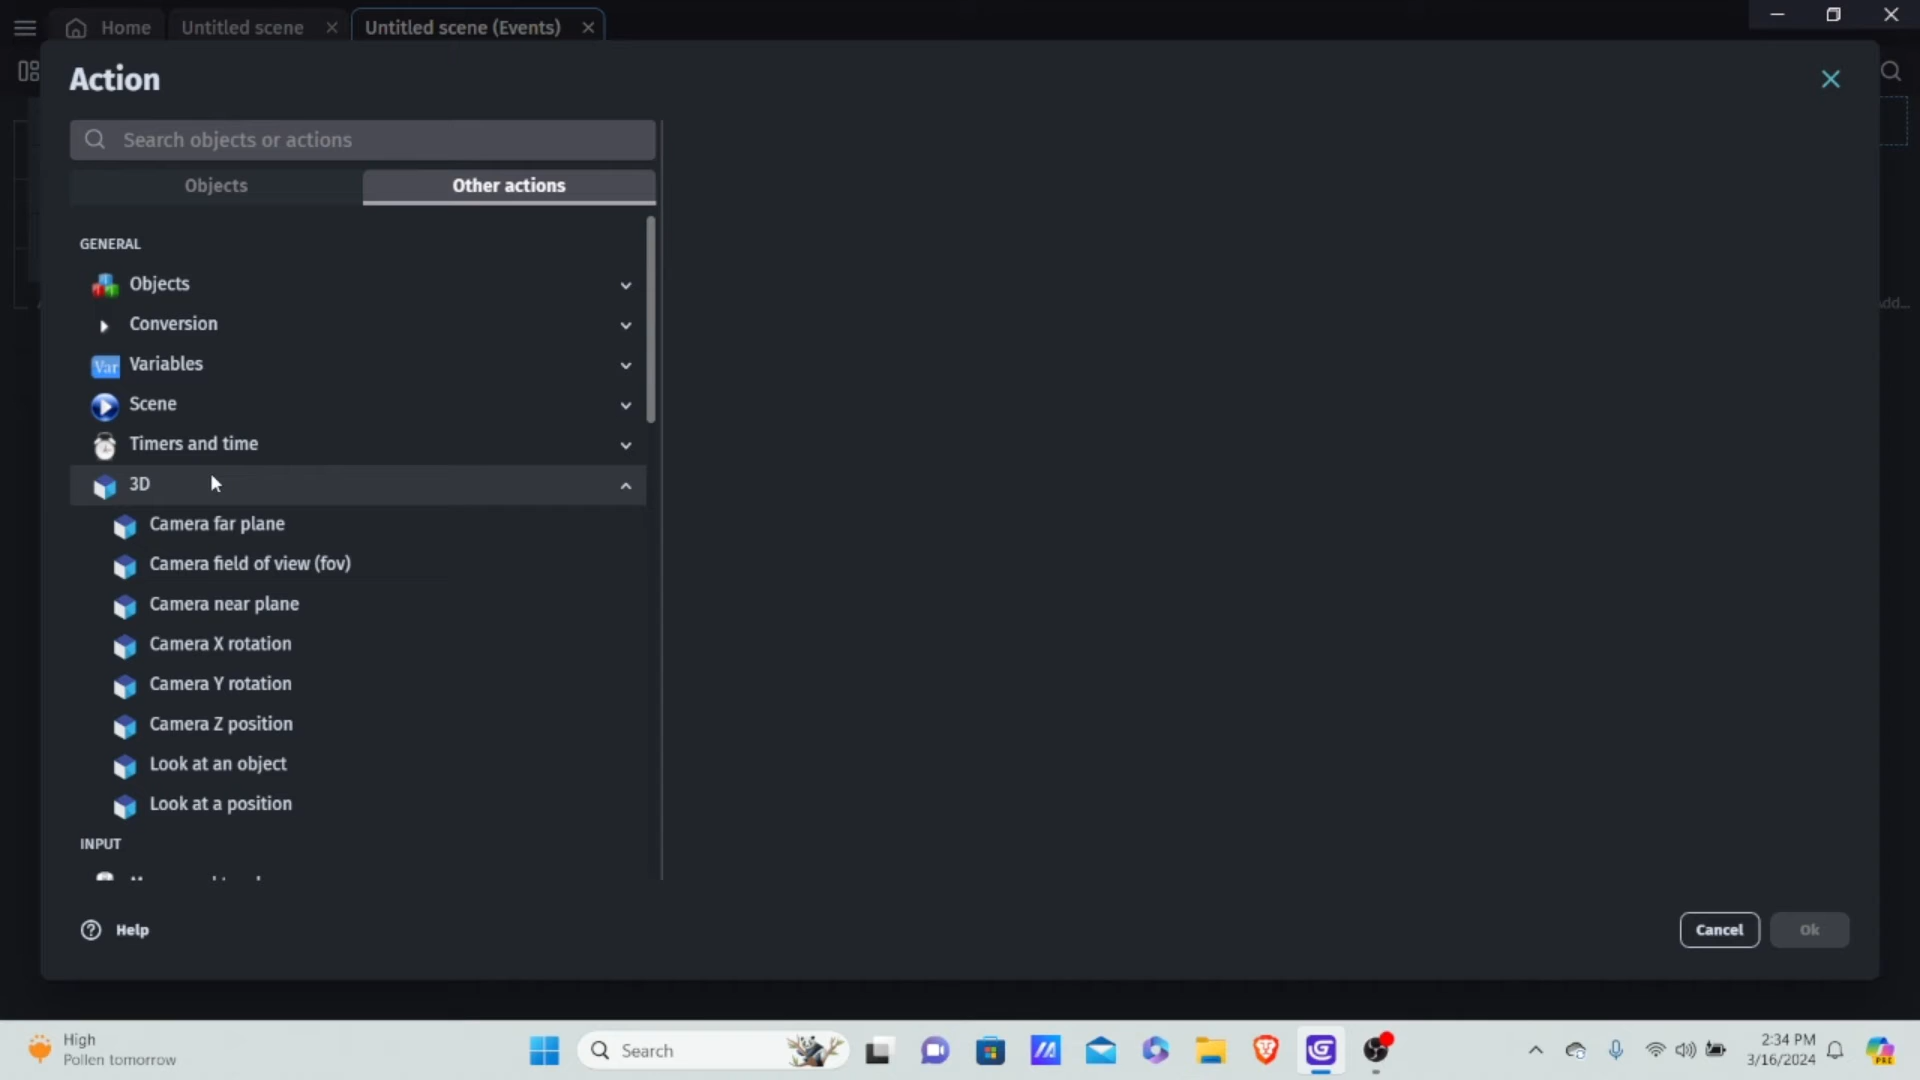 Home
Untitled scene
Untitled scene (Events)
Action
Search objects or actions
Objects
Other actions
GENERAL
Objects
Conversion
Var
Variables
Scene
Timers and time
3D
Camera far plane
Camera field of view (fov)
Camera near plane
Camera X rotation
Camera Y rotation
Camera Z position
Look at an object
Look at a position
INPUT
Help
Cancel
Ok
High
Pollen tomorrow
Search
2:34 PM
3/16/2024
PRE